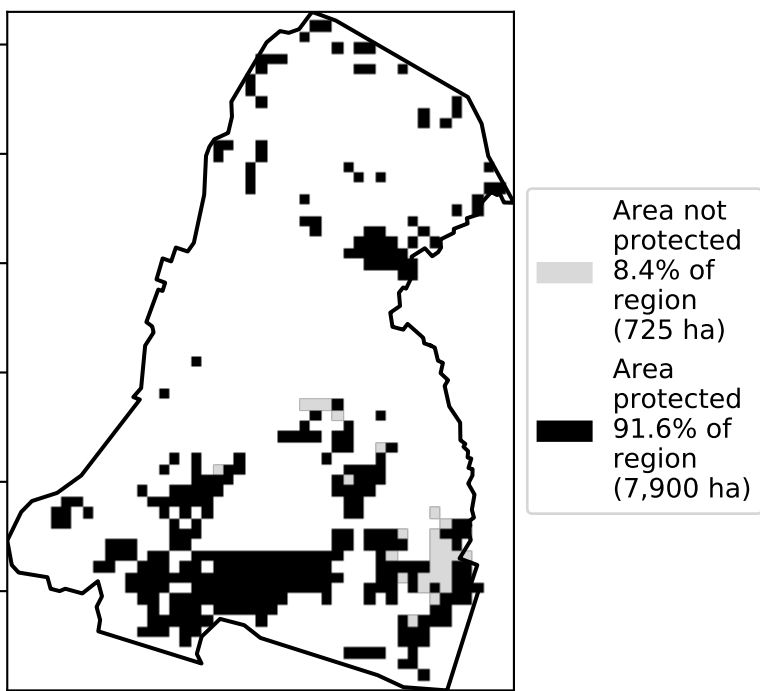 Area not
protected
8.4% of
region
(725 ha)
Area
protected
91.6% of
region
(7,900 ha)